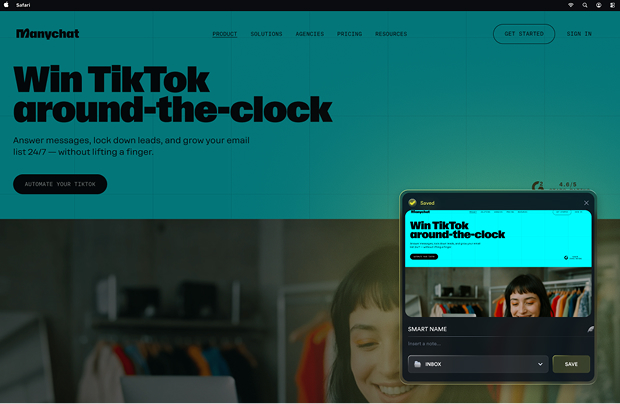 Safari
Manychat
PRODUCT SOLUTIONS AGENCIES PRICING RESOURCES
GET STARTED SIGN IN
Win TikTok
around-the-clock
Answer messages, lock down leads, and grow your email
list 24/7 — without lifting a finger.
AUTOMATE YOUR TIKTOK
4.6/5
Saved
Manychat
Win TikTok
around-the-clock
SMART NAME
Insert a note...
INBOX
SAVE